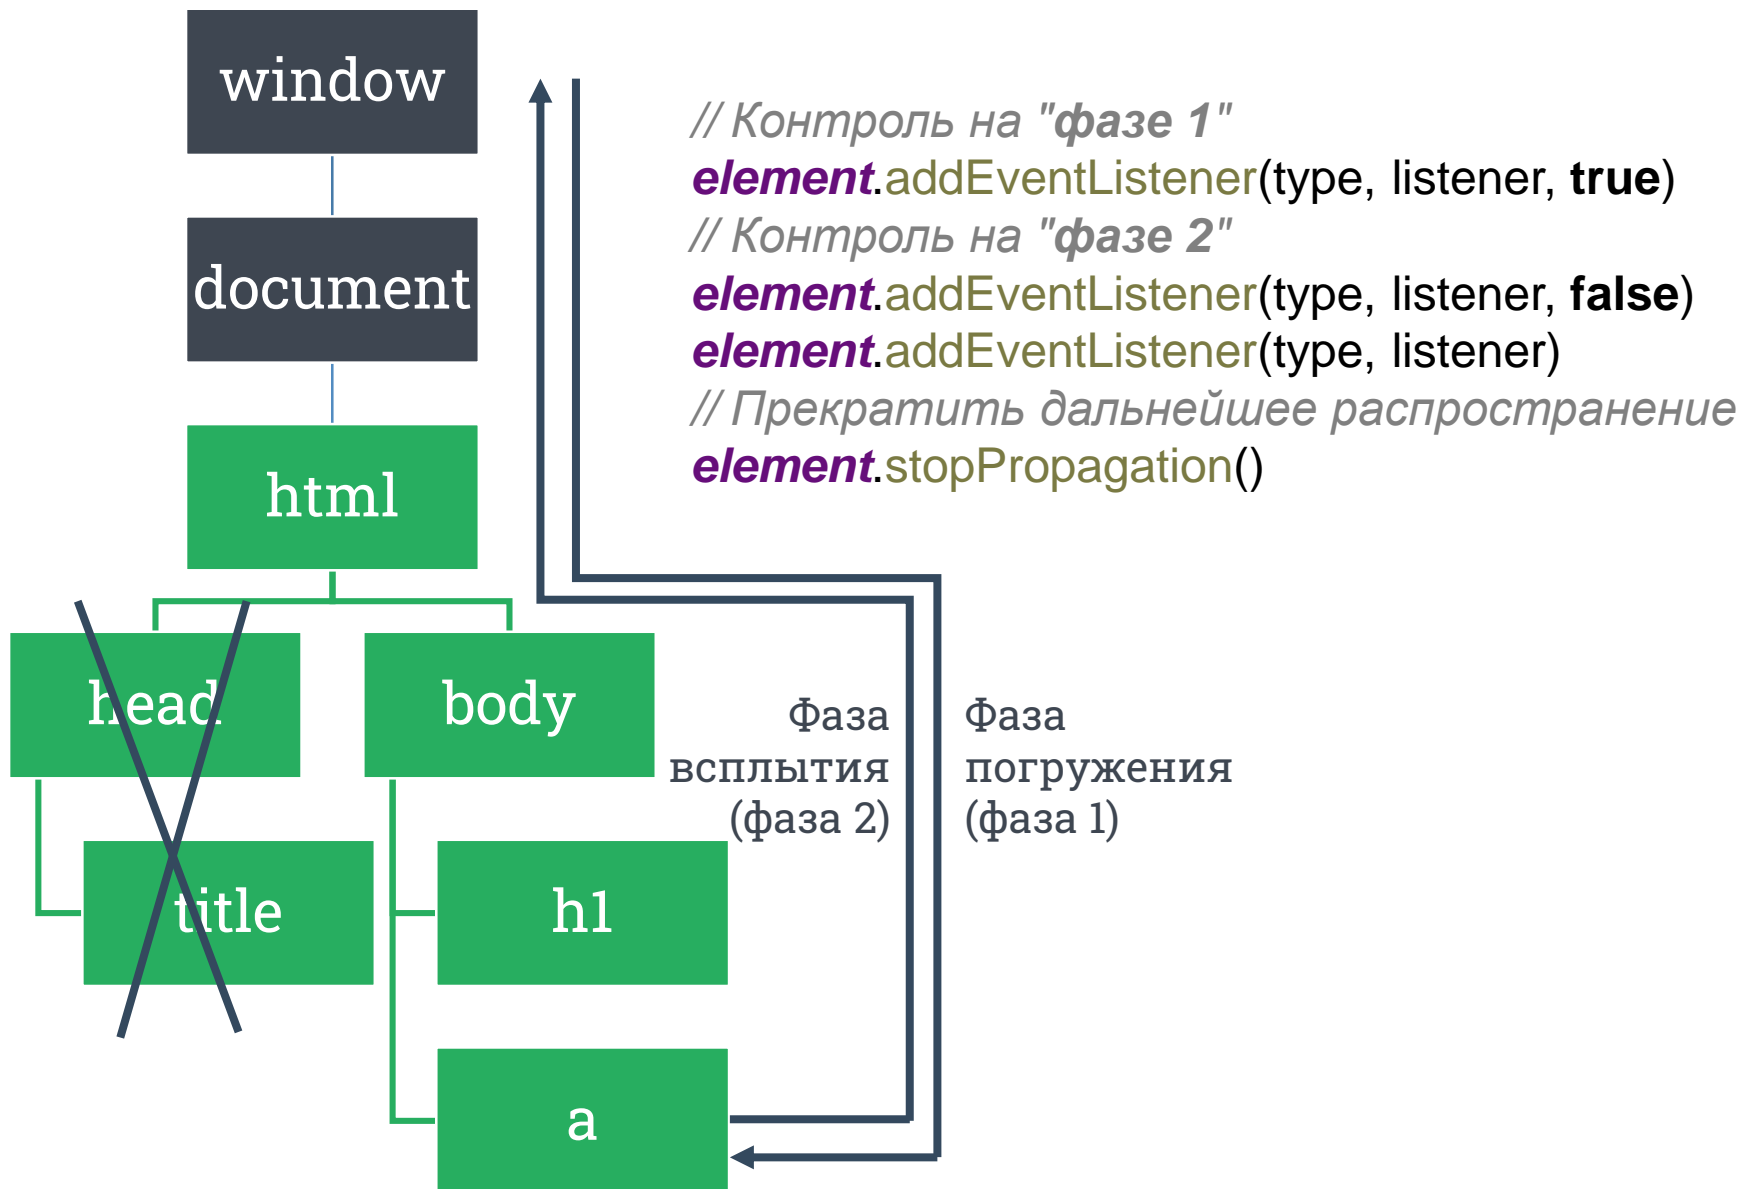 window
document
html
head
body
title
h1
a
// Контроль на "фазе 1"
element.addEventListener(type, listener, true)
// Контроль на "фазе 2"
element.addEventListener(type, listener, false)
element.addEventListener(type, listener)
// Прекратить дальнейшее распространение
element.stopPropagation()
Фаза
всплытия
(фаза 2)
Фаза
погружения
(фаза 1)